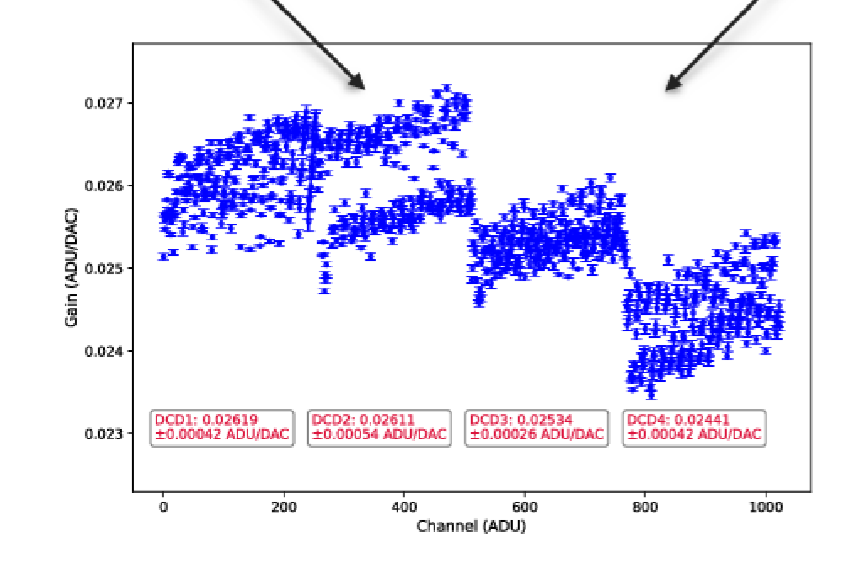 0.027
0.026
0.025
0.024
0.023
Gain (ADU/DAC)
DCD1: 0.02619
±0.00042 ADU/DAC
DCD2: 0.02611
±0.00054 ADU/DAC
DCD3: 0.02534
±0.00026 ADU/DAC
DCD4: 0.02441
±0.00042 ADU/DAC
0 200 400 600 800 1000
Channel (ADU)